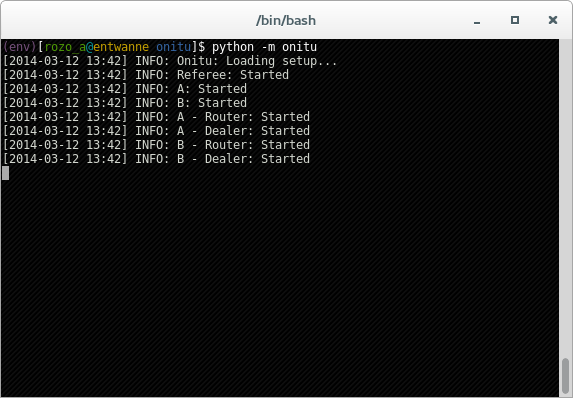 /bin/bash
(env)[rozo_a@entwanne onitu]$ python -m onitu
[2014-03-12 13:42] INFO: Onitu: Loading setup...
[2014-03-12 13:42] INFO: Referee: Started
[2014-03-12 13:42] INFO: A: Started
[2014-03-12 13:42] INFO: B: Started
[2014-03-12 13:42] INFO: A - Router: Started
[2014-03-12 13:42] INFO: A - Dealer: Started
[2014-03-12 13:42] INFO: B - Router: Started
[2014-03-12 13:42] INFO: B - Dealer: Started